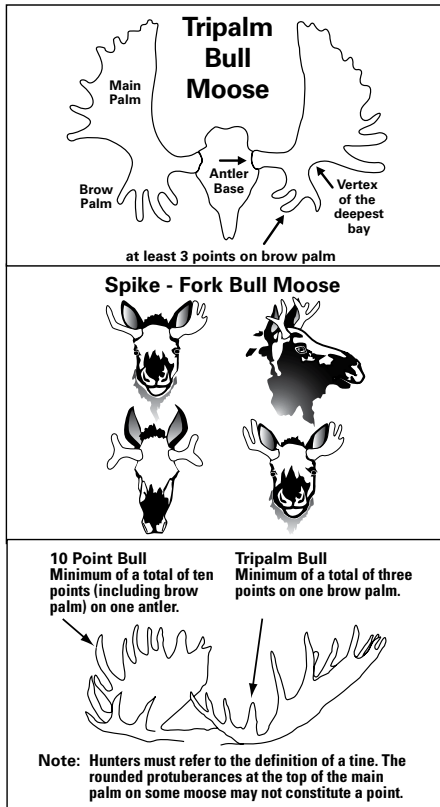 Tripalm
Bull
Moose
Main
Palm
Antler
Base
Brow
Palm
Vertex
of the
deepest
bay
at least 3 points on brow palm
Spike - Fork Bull Moose
10 Point Bull
Minimum of a total of ten
points (including brow
palm) on one antler.
Tripalm Bull
Minimum of a total of three
points on one brow palm.
Note: Hunters must refer to the definition of a tine. The
rounded protuberances at the top of the main
palm on some moose may not constitute a point.